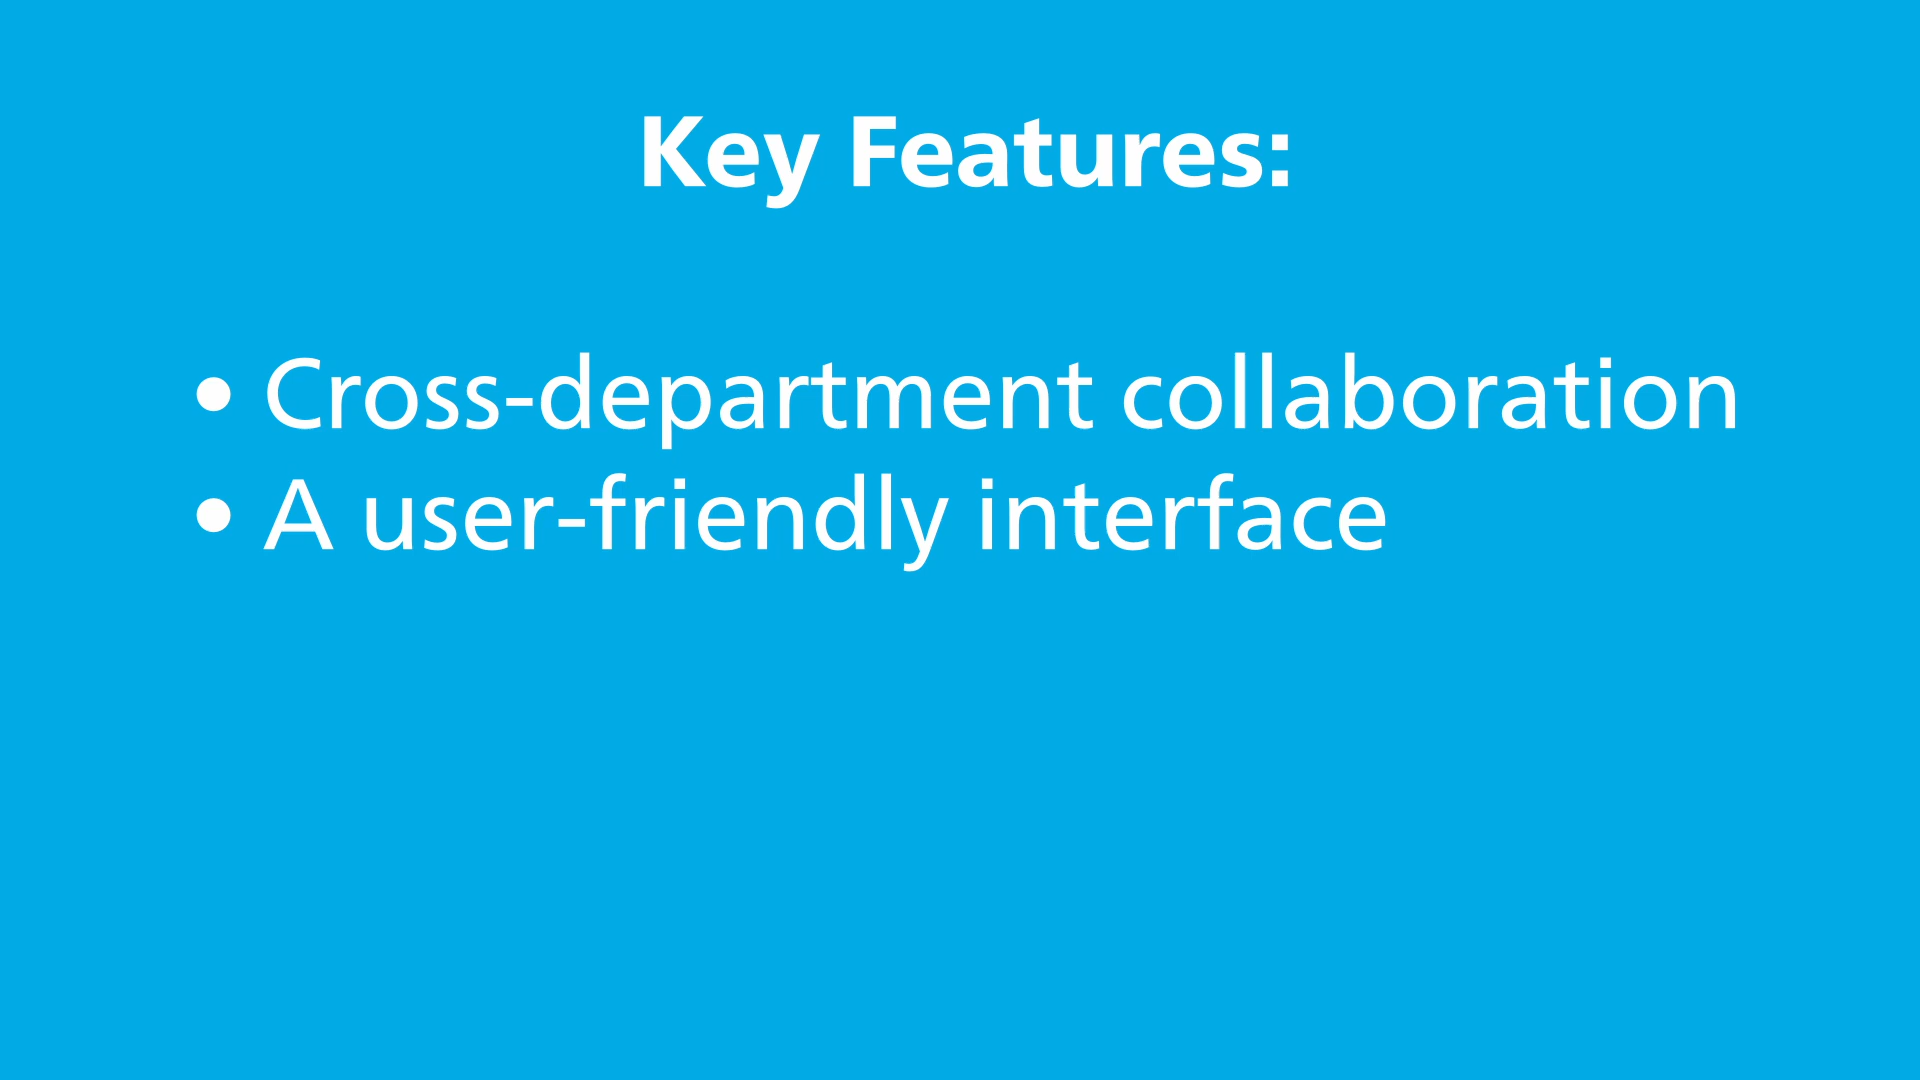 Key Features:
• Cross-department collaboration
• A user-friendly interface